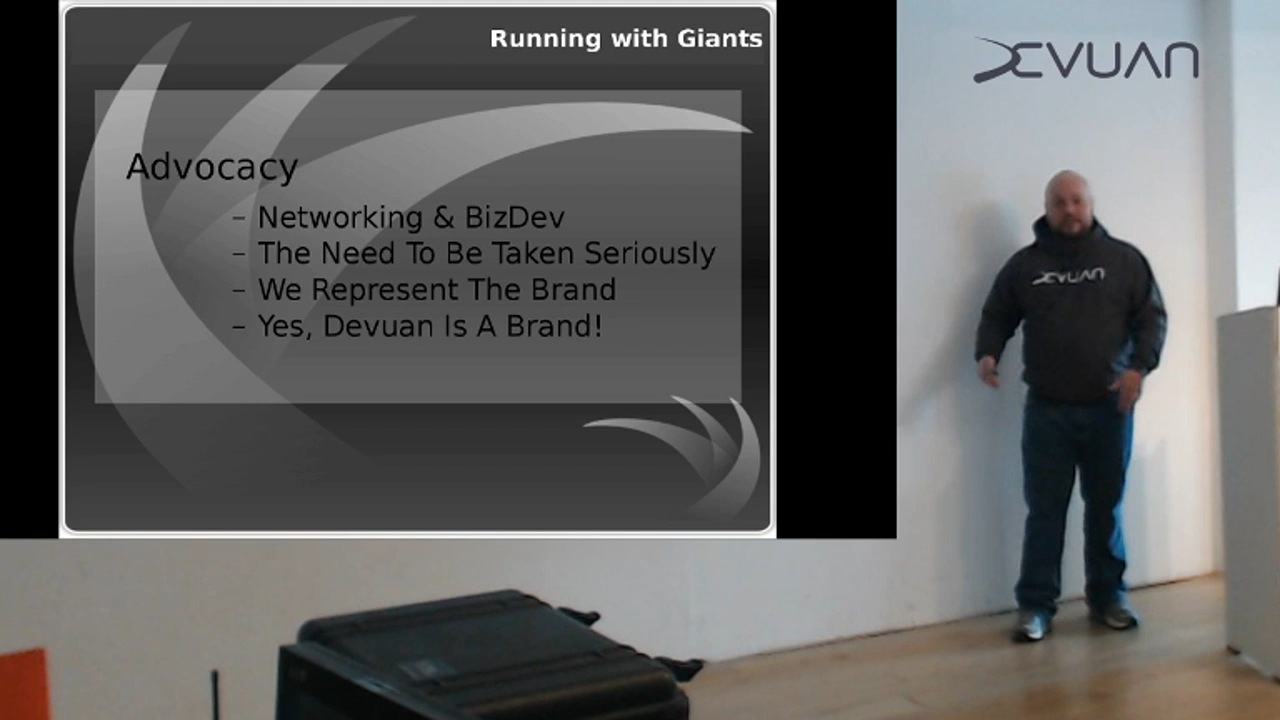 Running with Giants
DEVUAN
Advocacy
– Networking & BizDev
– The Need To Be Taken Seriously
– We Represent The Brand
– Yes, Devuan Is A Brand!
DEVUAN